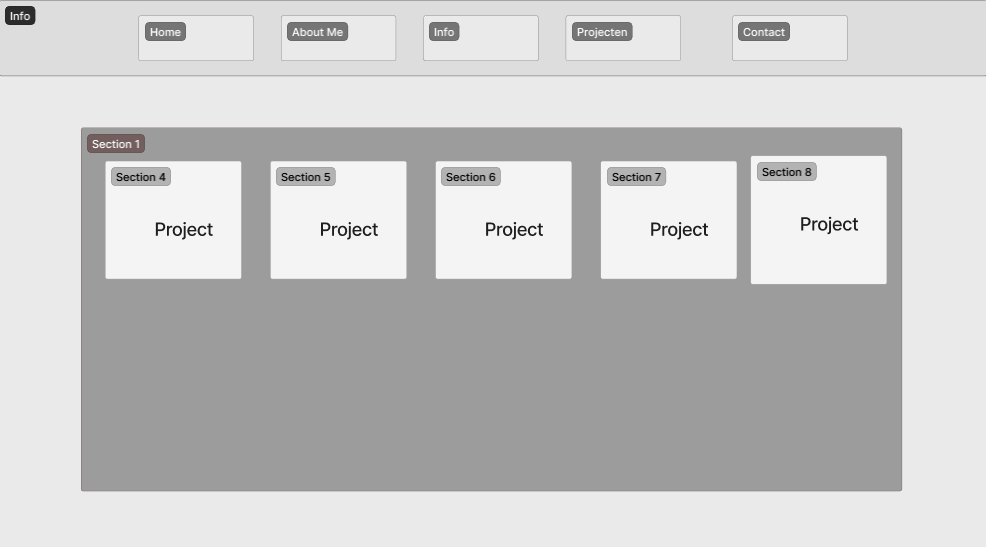 Info
Home
About Me
Info
Projecten
Contact
Section 1
Section 4
Section 5
Section 6
Section 7
Section 8
Project
Project
Project
Project
Project